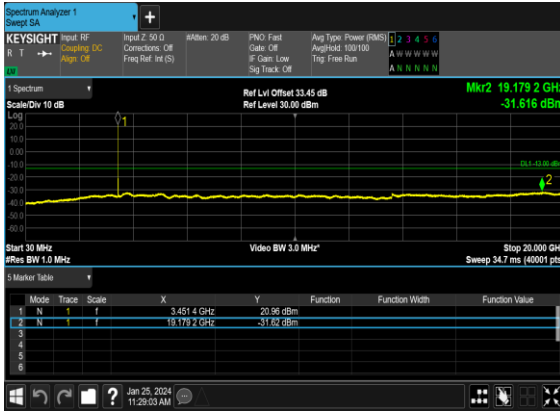 Spectrum Analyzer 1
Swept SA
+
KEYSIGHT Input: RF Input Z: 50 Ω #Atten: 20 dB PNO: Fast Avg Type: Power (RMS) 1 2 3 4 5 6
R T Coupling: DC Corrections: Off Gate: Off Avg|Hold: 100/100 A W W W W W
Align: Off Freq Ref: Int (S) IF Gain: Low Trig: Free Run
Sig Track: Off A N N N N N
1 Spectrum Ref Lvl Offset 33.45 dB Mkr2 19.179 2 GHz
Scale/Div 10 dB Ref Level 30.00 dBm -31.616 dBm
Log
1
20.0
10.0
0.00
-10.0
DL1 -13.00 dBm
-20.0
2
-30.0
-40.0
-50.0
-60.0
Start 30 MHz Video BW 3.0 MHz* Stop 20.000 GHz
#Res BW 1.0 MHz Sweep 34.7 ms (40001 pts)
5 Marker Table
Mode Trace Scale X Y Function Function Width Function Value
1 N 1 f 3.451 4 GHz 20.96 dBm
2 N 1 f 19.179 2 GHz -31.62 dBm
3
4
5
6
? Jan 25, 2024
11:29:03 AM